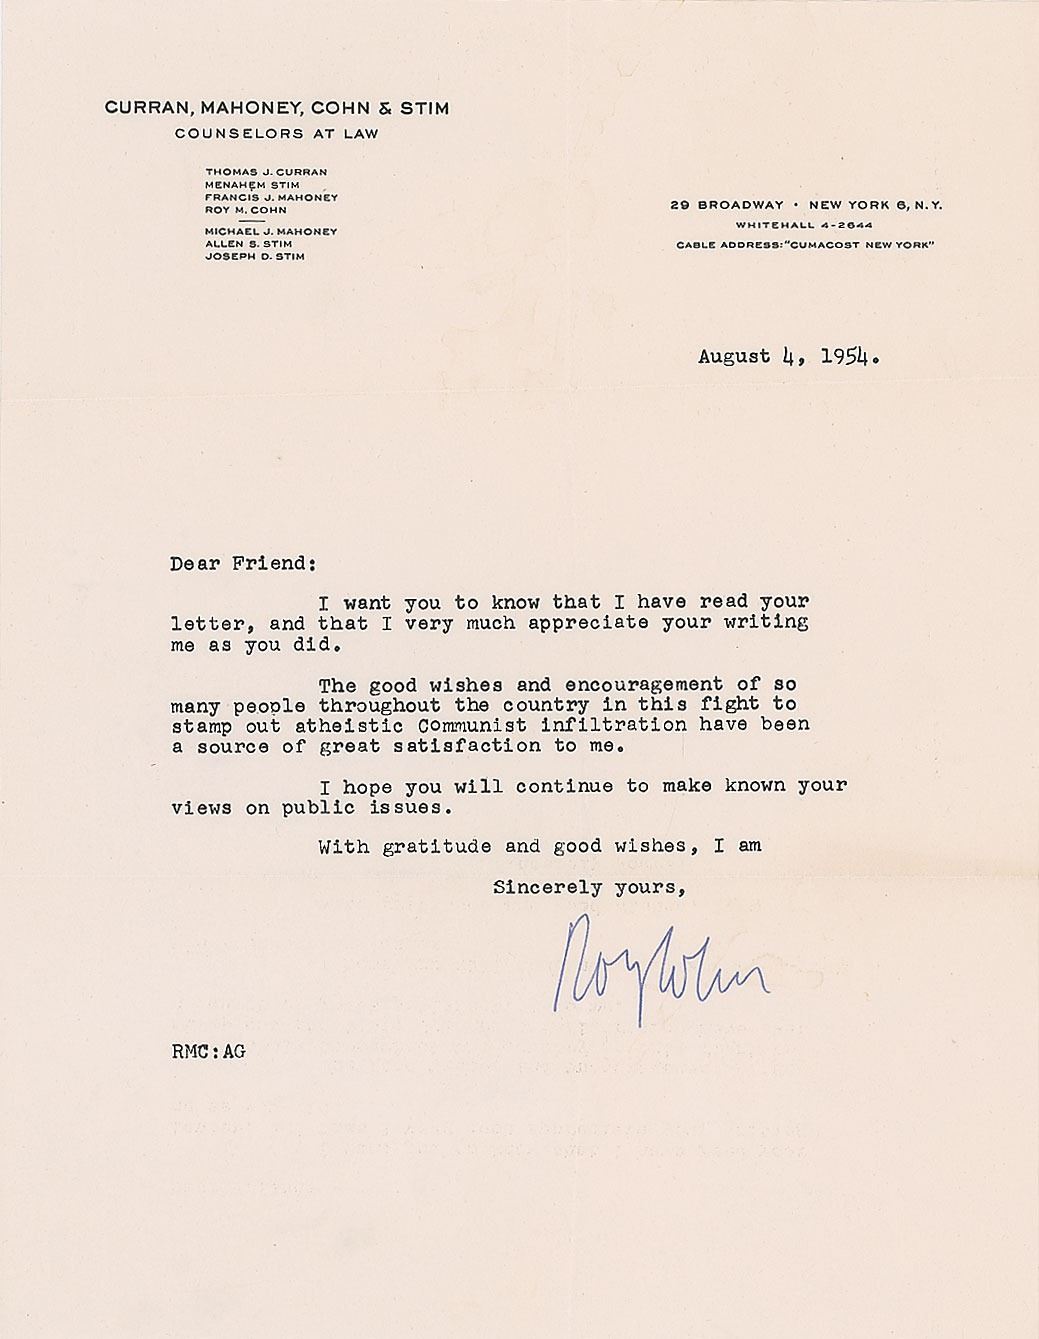 CURRAN, MAHONEY, COHN & STIM
COUNSELORS AT LAW
THOMAS J. CURRAN
MENAHEM STIM
FRANCIS J. MAHONEY
ROY M. COHN
MICHAEL J. MAHONEY
ALLEN S. STIM
JOSEPH D. STIM
29 BROADWAY • NEW YORK 6, N.Y.
WHITEHALL 4-2644
CABLE ADDRESS: "CUMACOST NEW YORK"
August 4, 1954.
Dear Friend:
I want you to know that I have read your
letter, and that I very much appreciate your writing
me as you did.
The good wishes and encouragement of so
many people throughout the country in this fight to
stamp out atheistic Communist infiltration have been
a source of great satisfaction to me.
I hope you will continue to make known your
views on public issues.
With gratitude and good wishes, I am
Sincerely yours,
Roy Cohn
RMC:AG